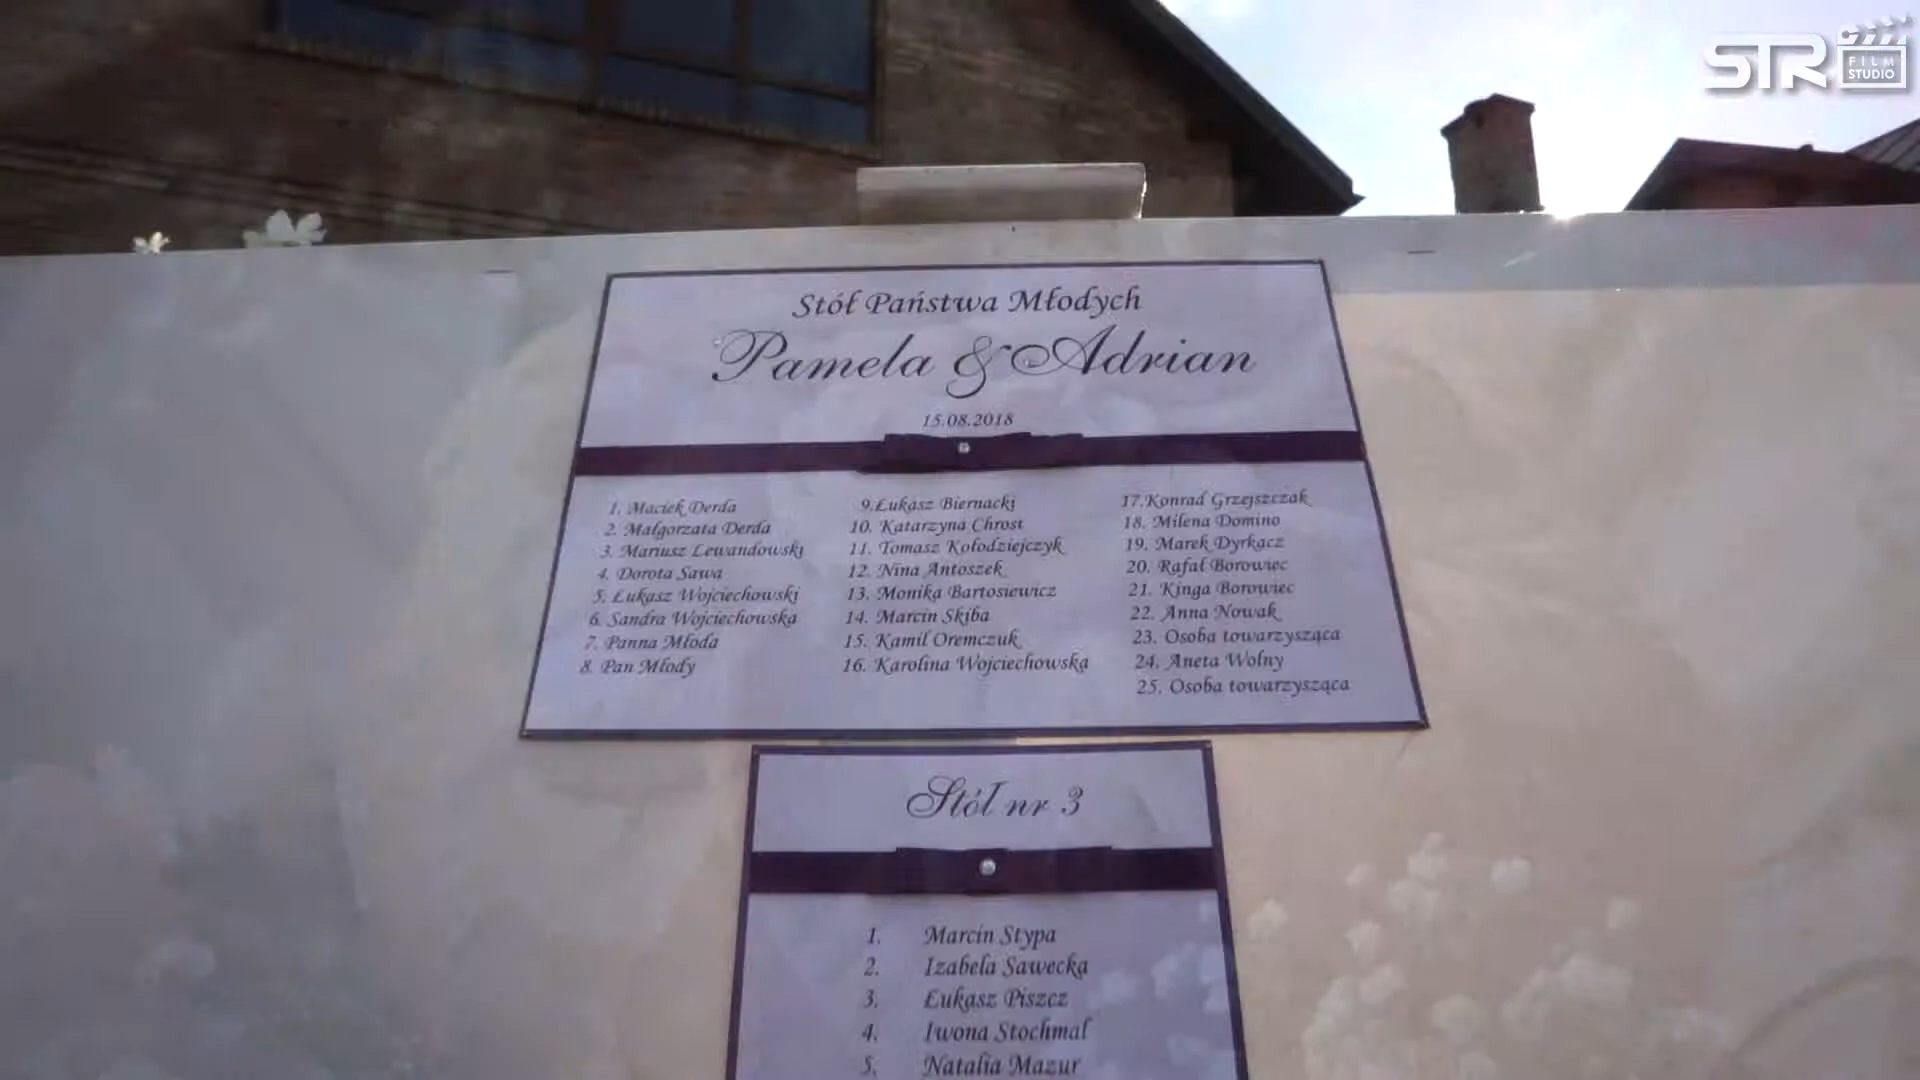 STR FILM STUDIO
Stół Państwa Młodych
Pamela & Adrian
15.08.2018
1. Maciek Derda
2. Małgorzata Derda
3. Mariusz Lewandowski
4. Dorota Sawa
5. Łukasz Wojciechowski
6. Sandra Wojciechowska
7. Panna Młoda
8. Pan Młody
9.Łukasz Biernacki
10. Katarzyna Chrost
11. Tomasz Kołodziejczyk
12. Nina Antoszek
13. Monika Bartosiewicz
14. Marcin Skiba
15. Kamil Oremczuk
16. Karolina Wojciechowska
17.Konrad Grzejszczak
18. Milena Domino
19. Marek Dyrkacz
20. Rafał Borowiec
21. Kinga Borowiec
22. Anna Nowak
23. Osoba towarzysząca
24. Aneta Wolny
25. Osoba towarzysząca
Stół nr 3
1. Marcin Stypa
2. Izabela Sawecka
3. Łukasz Piszcz
4. Iwona Stochmal
5. Natalia Mazur